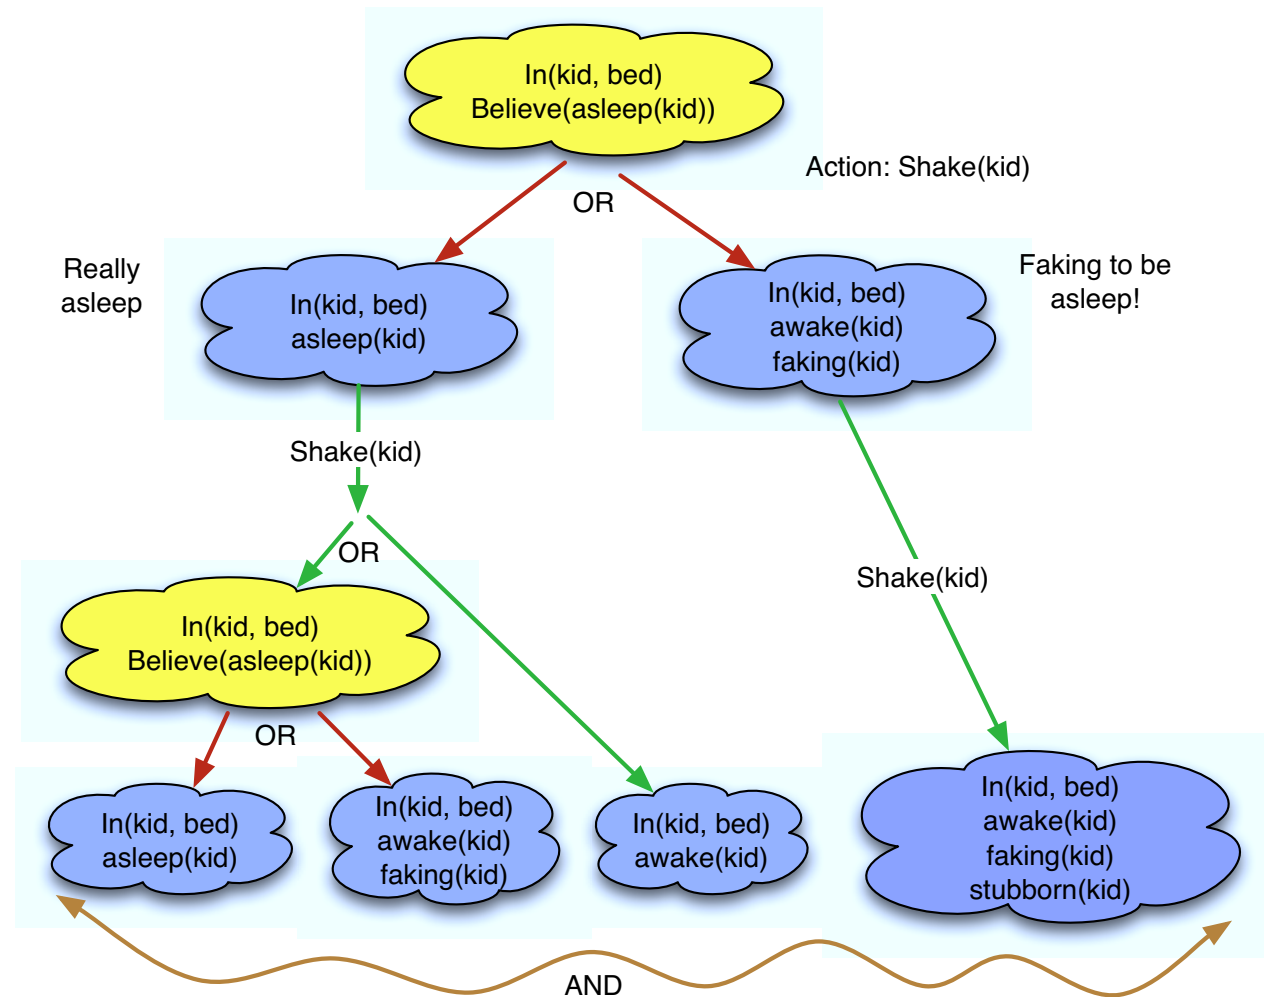 In(kid, bed)
Believe(asleep(kid))
Action: Shake(kid)
OR
Really
asleep
In(kid, bed)
asleep(kid)
In(kid, bed)
awake(kid)
faking(kid)
Faking to be
asleep!
Shake(kid)
OR
Shake(kid)
In(kid, bed)
Believe(asleep(kid))
OR
In(kid, bed)
asleep(kid)
In(kid, bed)
awake(kid)
faking(kid)
In(kid, bed)
awake(kid)
In(kid, bed)
awake(kid)
faking(kid)
stubborn(kid)
AND